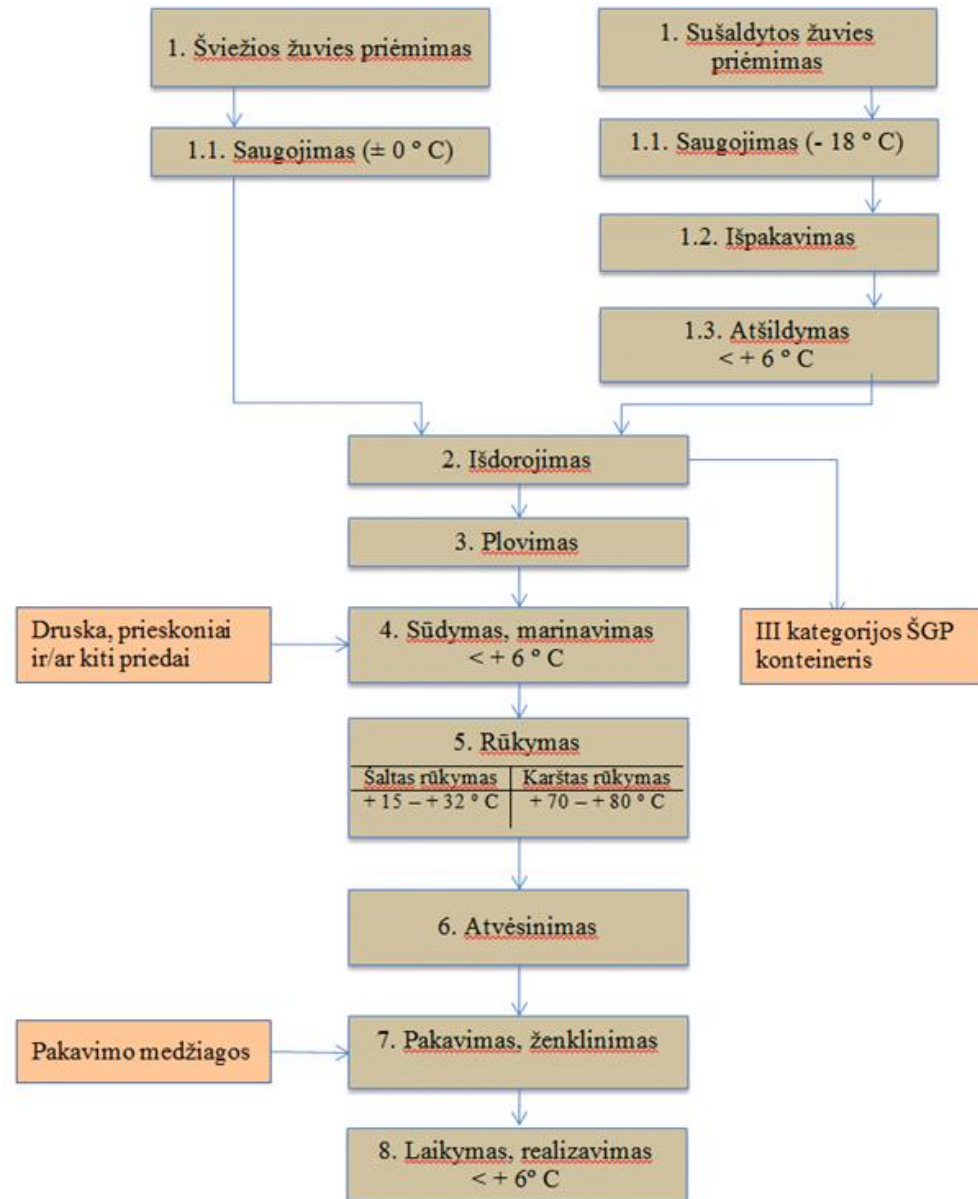 1. Šviežios žuvies priėmimas
1. Sušaldytos žuvies
priėmimas
1.1. Saugojimas (± 0 º C)
1.1. Saugojimas (- 18 º C)
1.2. Išpakavimas
1.3. Atšildymas
< + 6 º C
2. Išdorojimas
3. Plovimas
Druska, prieskoniai
ir/ar kiti priedai
4. Sūdymas, marinavimas
< + 6 º C
III kategorijos ŠGP
konteineris
5. Rūkymas
Šaltas rūkymas
Karštas rūkymas
+ 15 – + 32 º C
+ 70 – + 80 º C
6. Atvėsinimas
Pakavimo medžiagos
7. Pakavimas, ženklinimas
8. Laikymas, realizavimas
< + 6º C